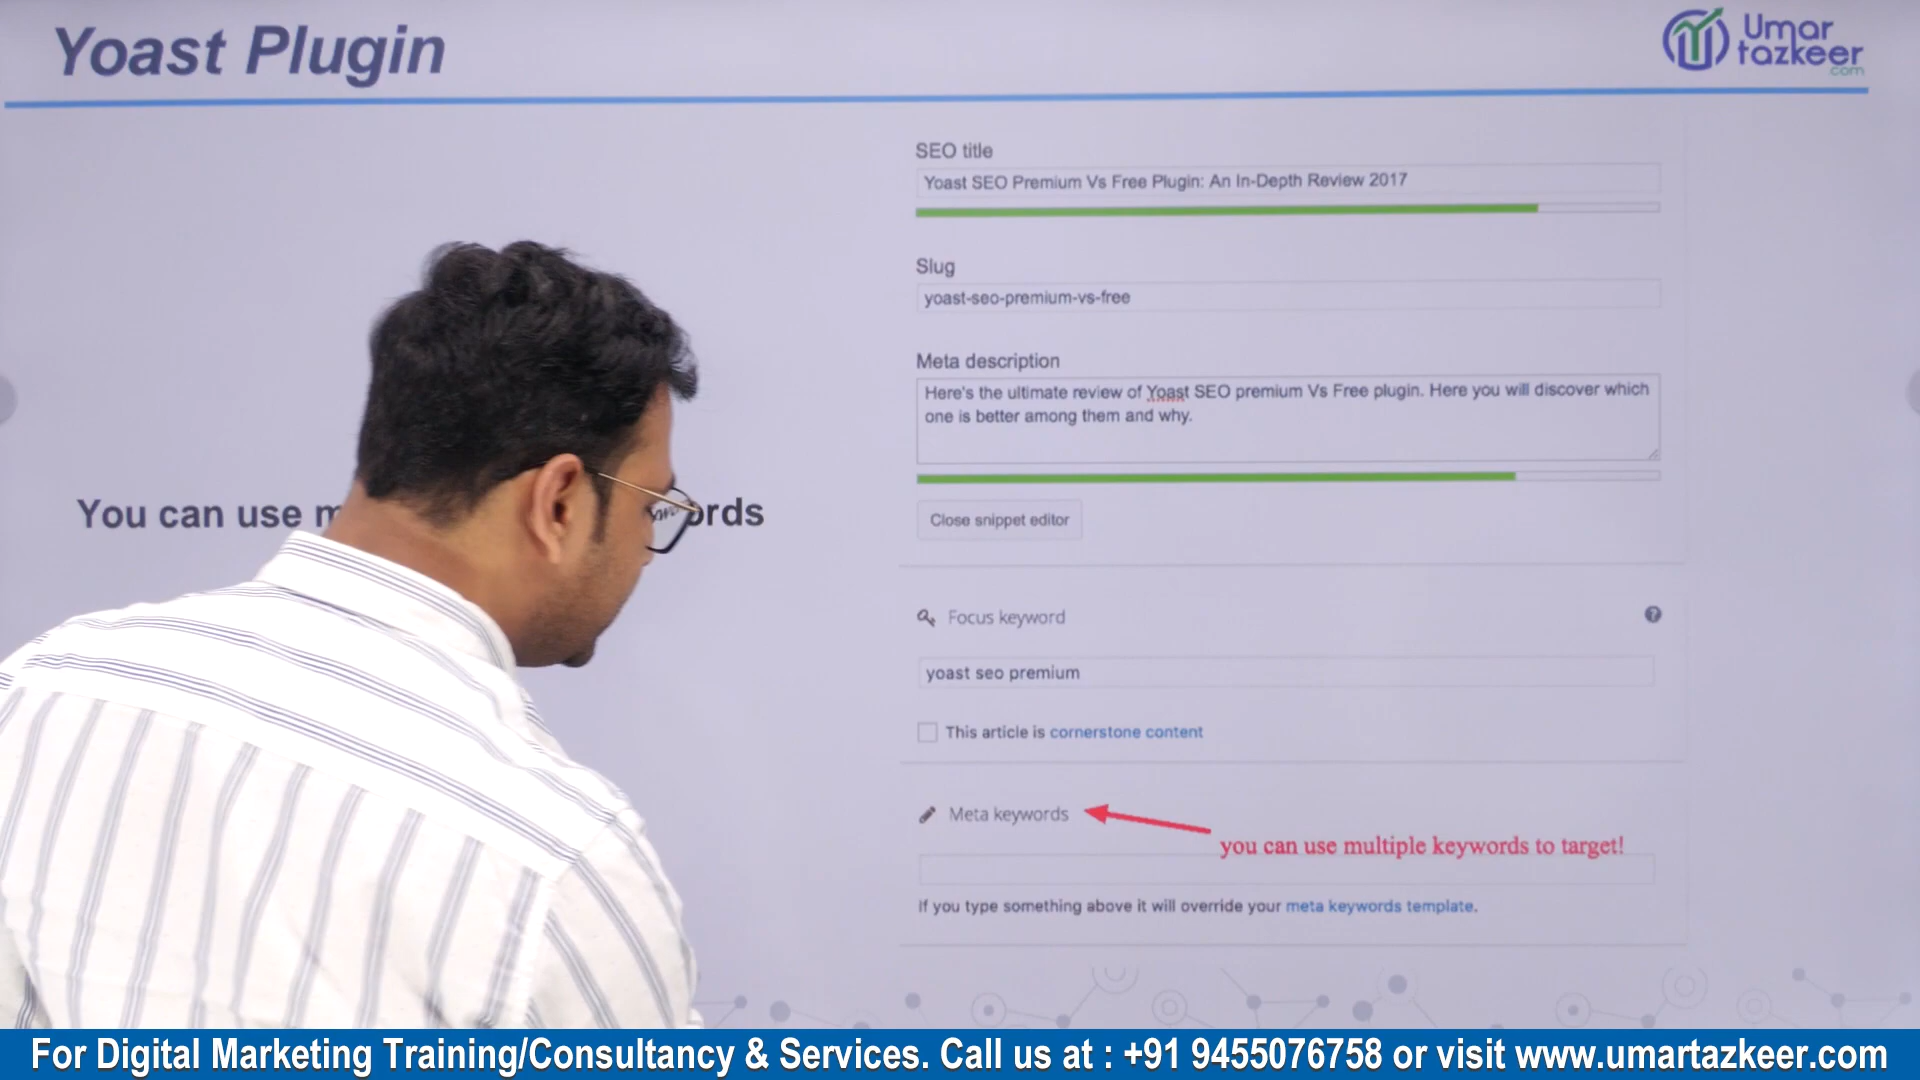 Yoast Plugin
Umar
tazkeer
.com
SEO title
Yoast SEO Premium Vs Free Plugin: An In-Depth Review 2017
Slug
yoast-seo-premium-vs-free
Meta description
Here's the ultimate review of Yoast SEO premium Vs Free plugin. Here you will discover which
one is better among them and why.
Close snippet editor
You can use
Focus keyword
?
yoast seo premium
This article is cornerstone content
Meta keywords
you can use multiple keywords to target!
If you type something above it will override your meta keywords template.
For Digital Marketing Training/Consultancy & Services. Call us at : +91 9455076758 or visit www.umartazkeer.com